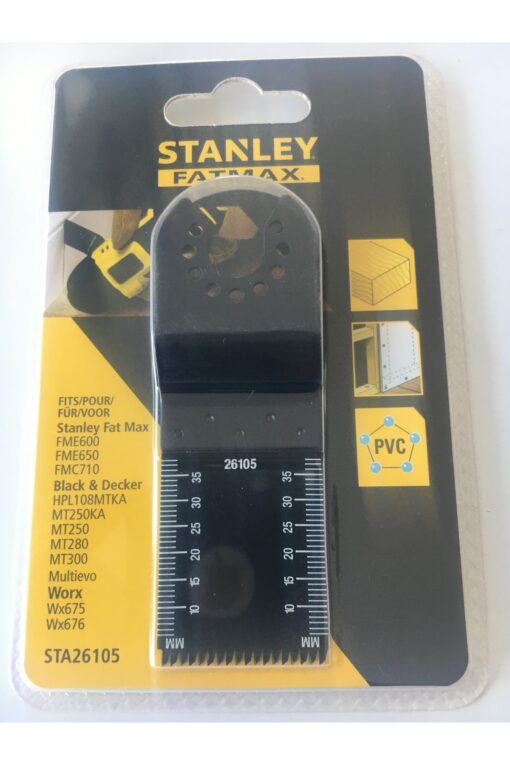 STANLEY
FATMAX.
FITS/POUR/
FÜR/VOOR
Stanley Fat Max
FME600
FME650
FMC710
Black & Decker
HPL108MTKA
MT250KA
MT250
MT280
MT300
Multievo
Worx
Wx675
Wx676
STA26105
PVC
26105
35 35
30 30
25 25
20 20
15 15
10 10
MM MM